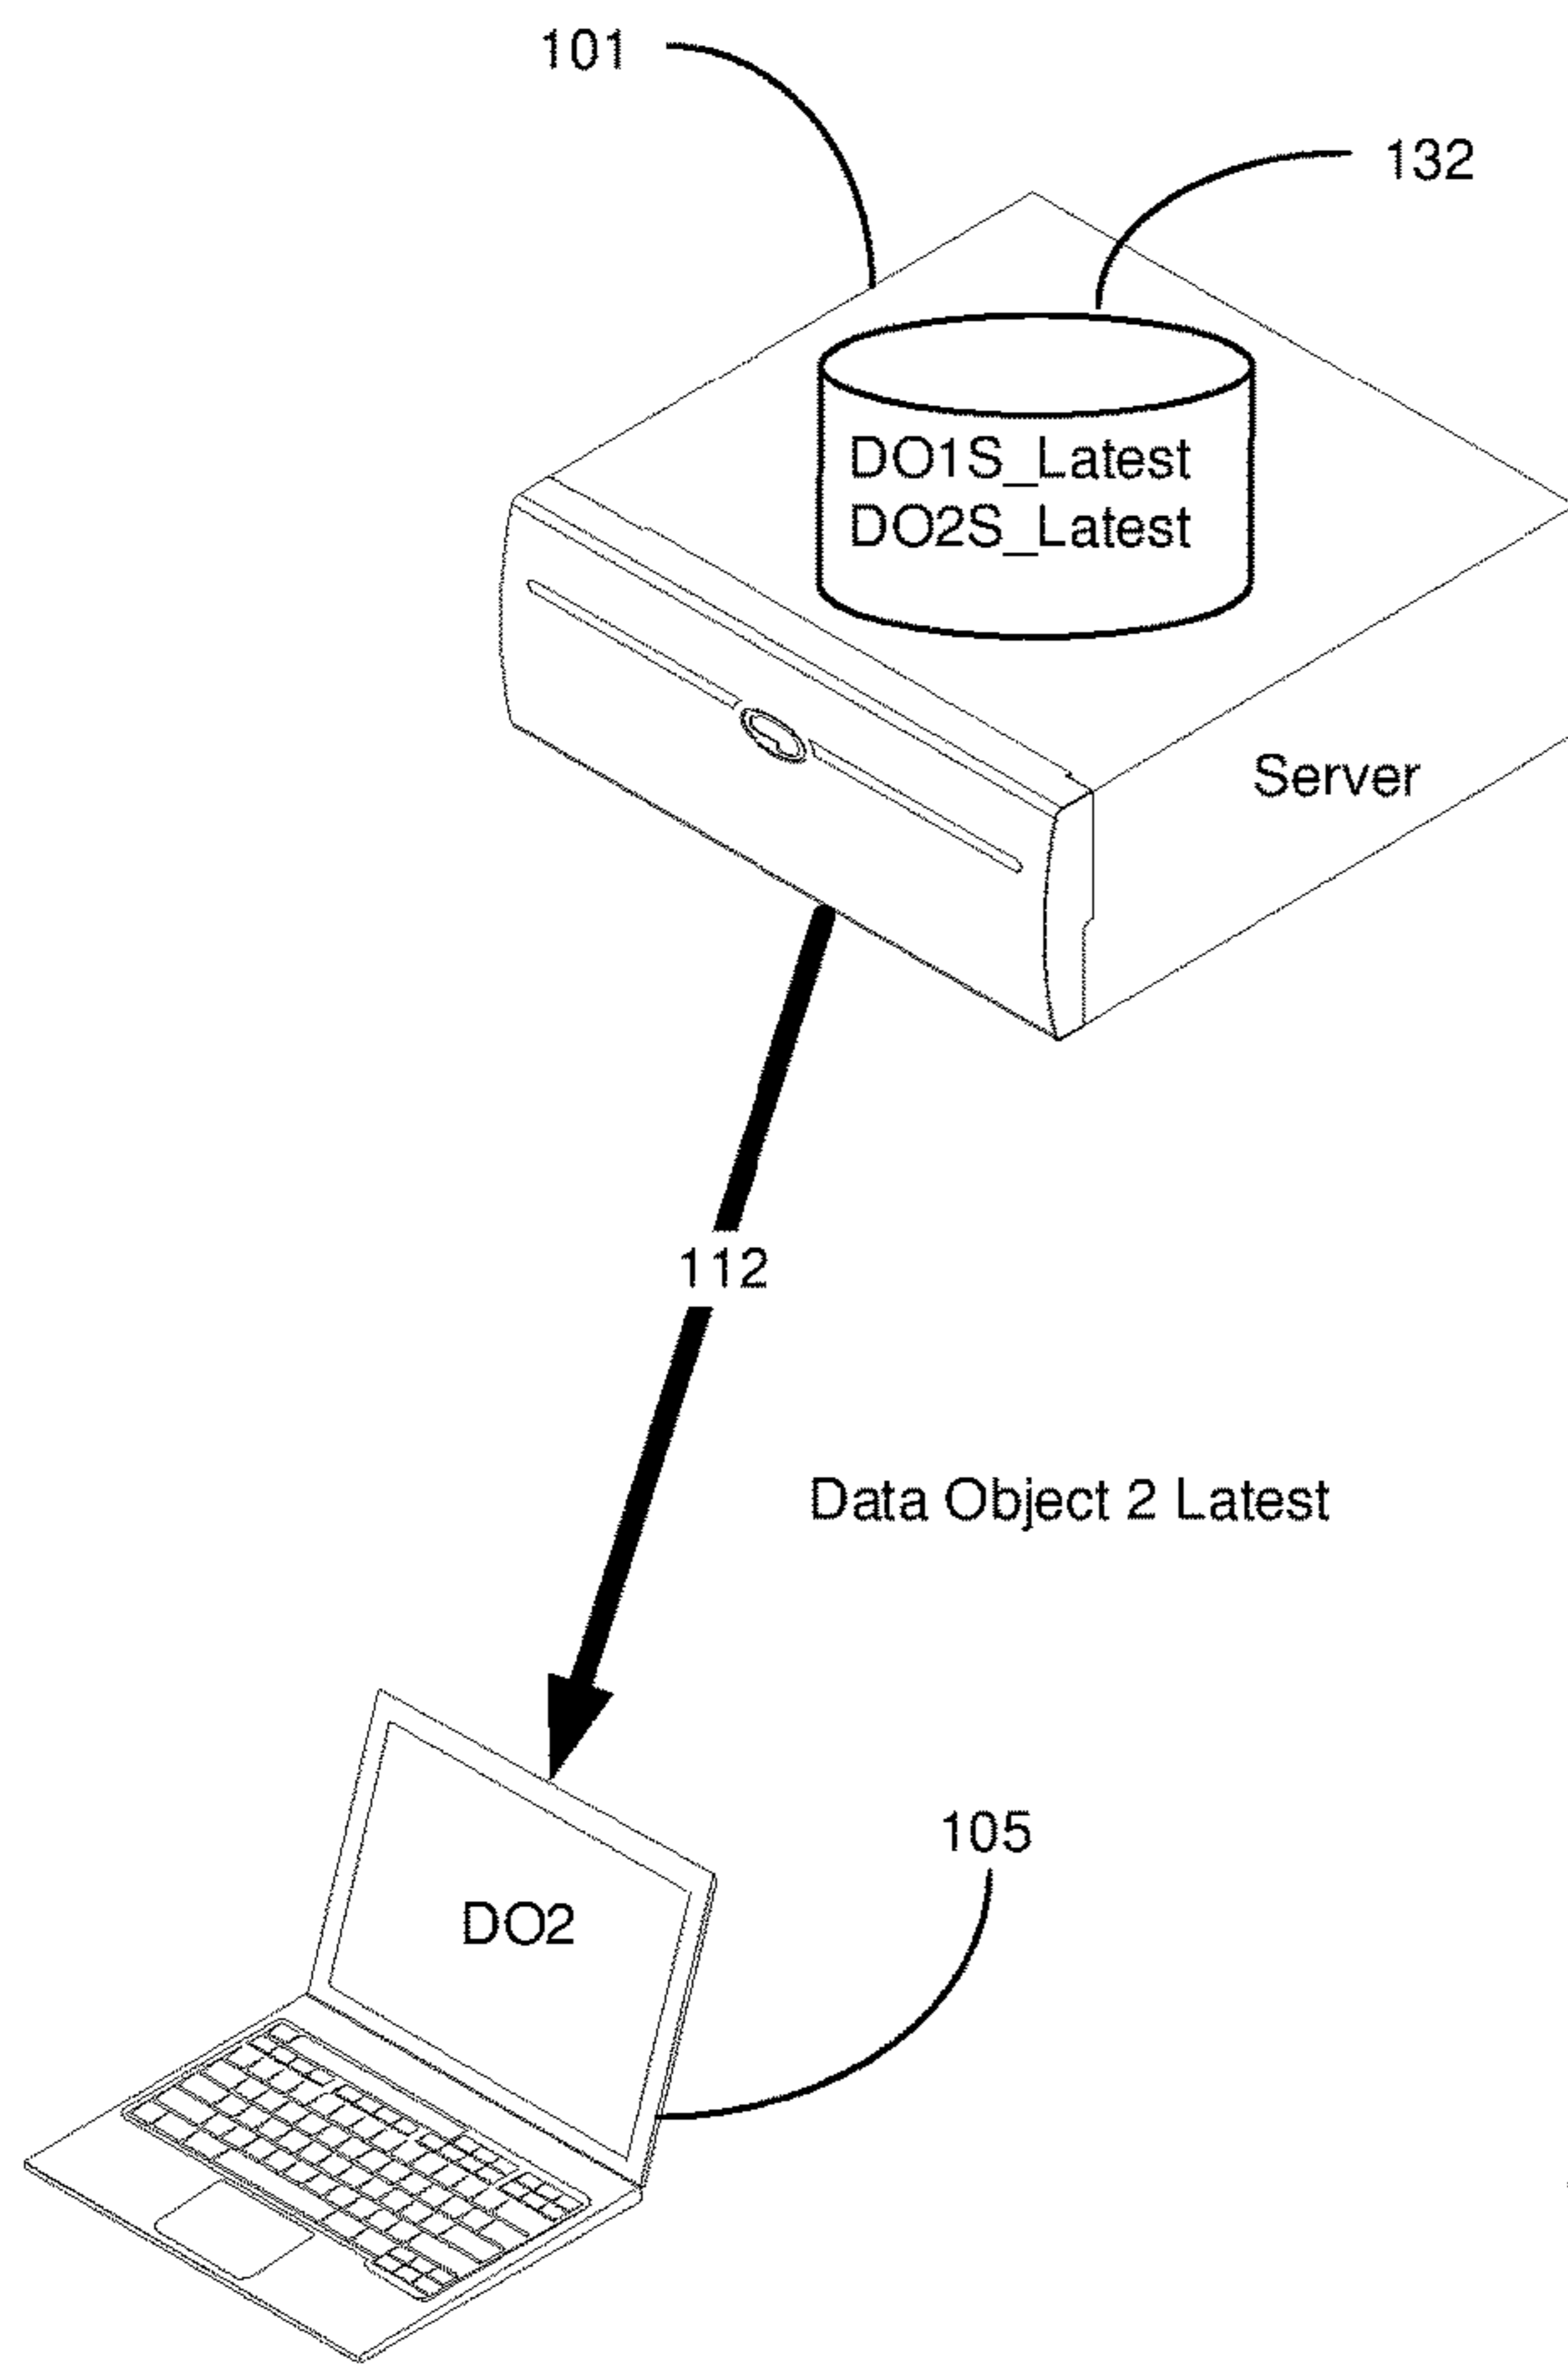 101
132
DO1S_Latest
DO2S_Latest
Server
112
Data Object 2 Latest
105
DO2